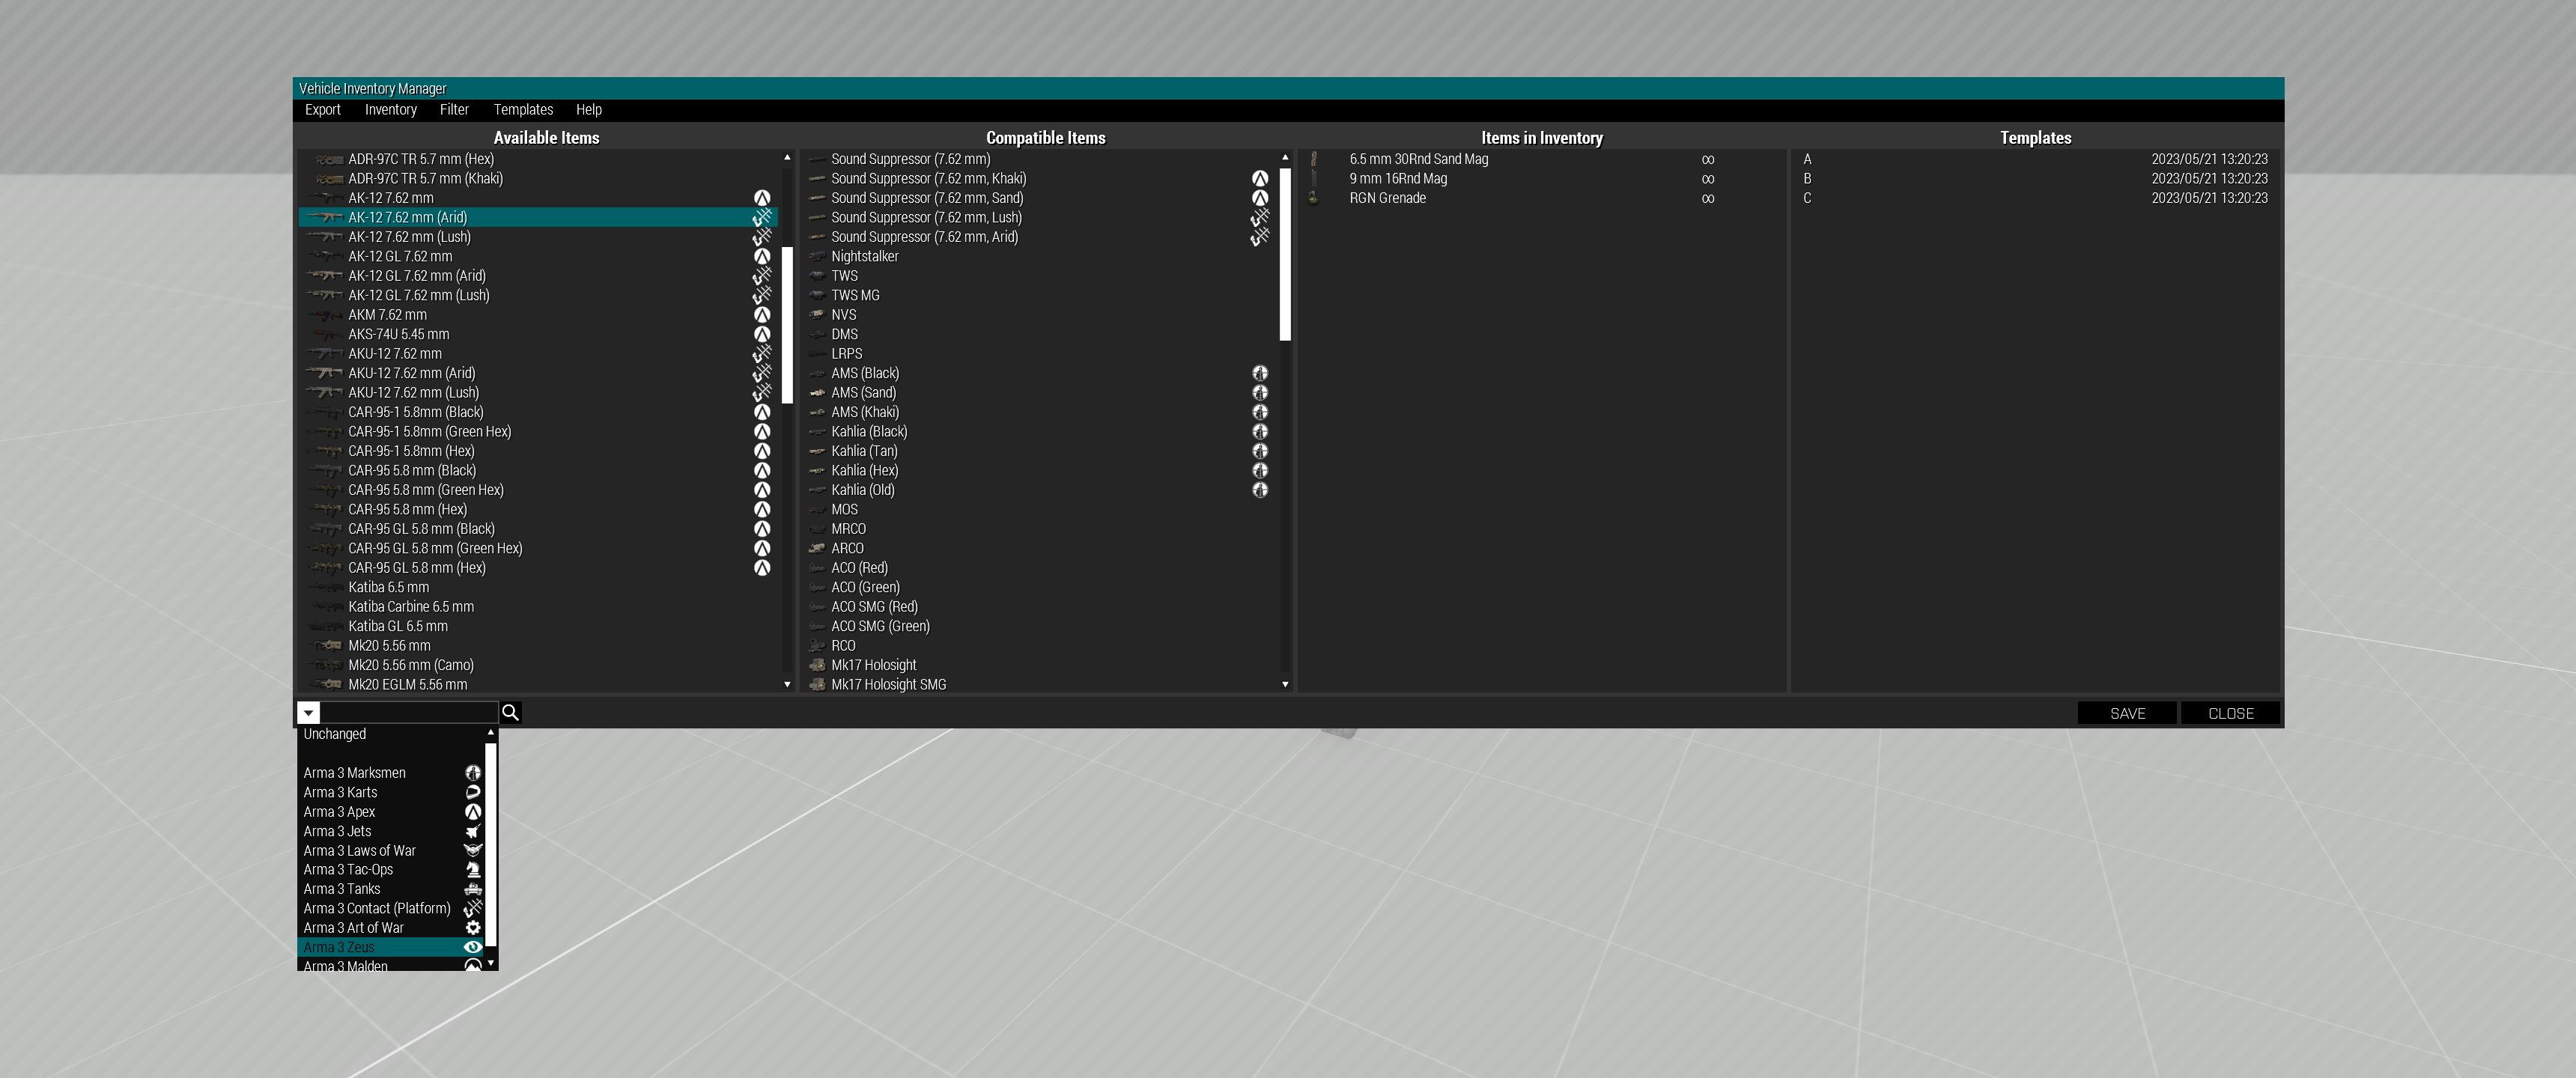 Vehicle Inventory Manager
Export Inventory Filter Templates Help
Available Items
ADR-97C TR 5.7 mm (Hex)
ADR-97C TR 5.7 mm (Khaki)
AK-12 7.62 mm
AK-12 7.62 mm (Arid)
AK-12 7.62 mm (Lush)
AK-12 GL 7.62 mm
AK-12 GL 7.62 mm (Arid)
AK-12 GL 7.62 mm (Lush)
AKM 7.62 mm
AKS-74U 5.45 mm
AKU-12 7.62 mm
AKU-12 7.62 mm (Arid)
AKU-12 7.62 mm (Lush)
CAR-95-1 5.8mm (Black)
CAR-95-1 5.8mm (Green Hex)
CAR-95-1 5.8mm (Hex)
CAR-95 5.8 mm (Black)
CAR-95 5.8 mm (Green Hex)
CAR-95 5.8 mm (Hex)
CAR-95 GL 5.8 mm (Black)
CAR-95 GL 5.8 mm (Green Hex)
CAR-95 GL 5.8 mm (Hex)
Katiba 6.5 mm
Katiba Carbine 6.5 mm
Katiba GL 6.5 mm
Mk20 5.56 mm
Mk20 5.56 mm (Camo)
Mk20 EGLM 5.56 mm
Compatible Items
Sound Suppressor (7.62 mm)
Sound Suppressor (7.62 mm, Khaki)
Sound Suppressor (7.62 mm, Sand)
Sound Suppressor (7.62 mm, Lush)
Sound Suppressor (7.62 mm, Arid)
Nightstalker
TWS
TWS MG
NVS
DMS
LRPS
AMS (Black)
AMS (Sand)
AMS (Khaki)
Kahlia (Black)
Kahlia (Tan)
Kahlia (Hex)
Kahlia (Old)
MOS
MRCO
ARCO
ACO (Red)
ACO (Green)
ACO SMG (Red)
ACO SMG (Green)
RCO
Mk17 Holosight
Mk17 Holosight SMG
Items in Inventory
6.5 mm 30Rnd Sand Mag ∞
9 mm 16Rnd Mag ∞
RGN Grenade ∞
Templates
A 2023/05/21 13:20:23
B 2023/05/21 13:20:23
C 2023/05/21 13:20:23
SAVE CLOSE
Unchanged
Arma 3 Marksmen
Arma 3 Karts
Arma 3 Apex
Arma 3 Jets
Arma 3 Laws of War
Arma 3 Tac-Ops
Arma 3 Tanks
Arma 3 Contact (Platform)
Arma 3 Art of War
Arma 3 Zeus
Arma 3 Malden